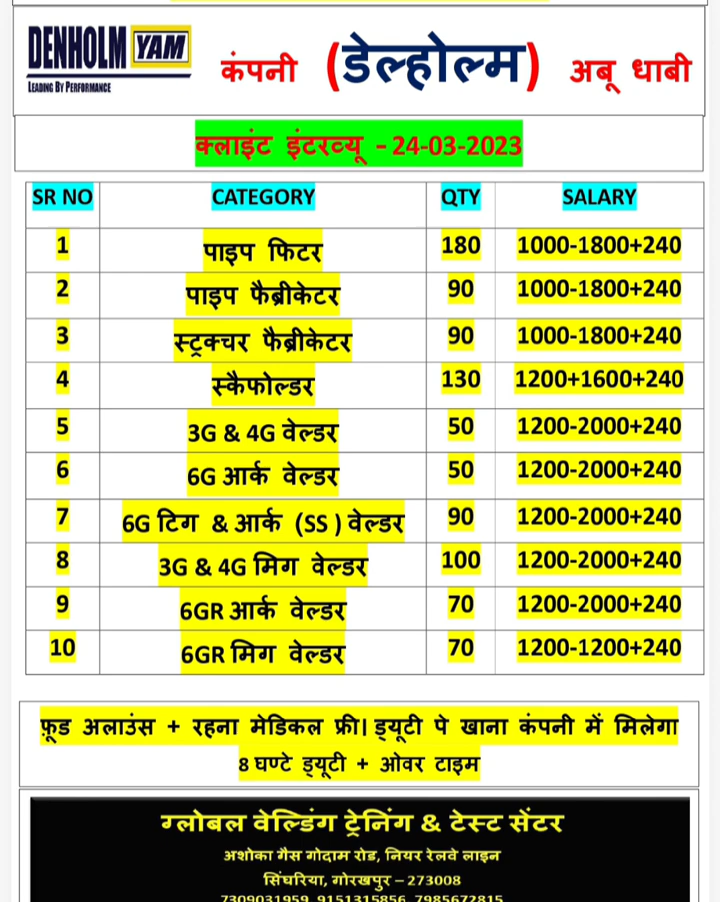 DENHOLM YAM
LEADING BY PERFORMANCE
कंपनी (डेल्होल्म) अबू धाबी
क्लाइंट इंटरव्यू - 24-03-2023
SR NO CATEGORY QTY SALARY
1 पाइप फिटर 180 1000-1800+240
2 पाइप फैब्रीकेटर 90 1000-1800+240
3 स्ट्रक्चर फैब्रीकेटर 90 1000-1800+240
4 स्कैफोल्डर 130 1200+1600+240
5 3G & 4G वेल्डर 50 1200-2000+240
6 6G आर्क वेल्डर 50 1200-2000+240
7 6G टिग & आर्क (SS ) वेल्डर 90 1200-2000+240
8 3G & 4G मिग वेल्डर 100 1200-2000+240
9 6GR आर्क वेल्डर 70 1200-2000+240
10 6GR मिग वेल्डर 70 1200-1200+240
फ़ूड अलाउंस + रहना मेडिकल फ्री। ड्यूटी पे खाना कंपनी में मिलेगा
8 घण्टे ड्यूटी + ओवर टाइम
ग्लोबल वेल्डिंग ट्रेनिंग & टेस्ट सेंटर
अशोका गैस गोदाम रोड, नियर रेलवे लाइन
सिंघरिया, गोरखपुर – 273008
7309031959, 9151315856, 7985672815